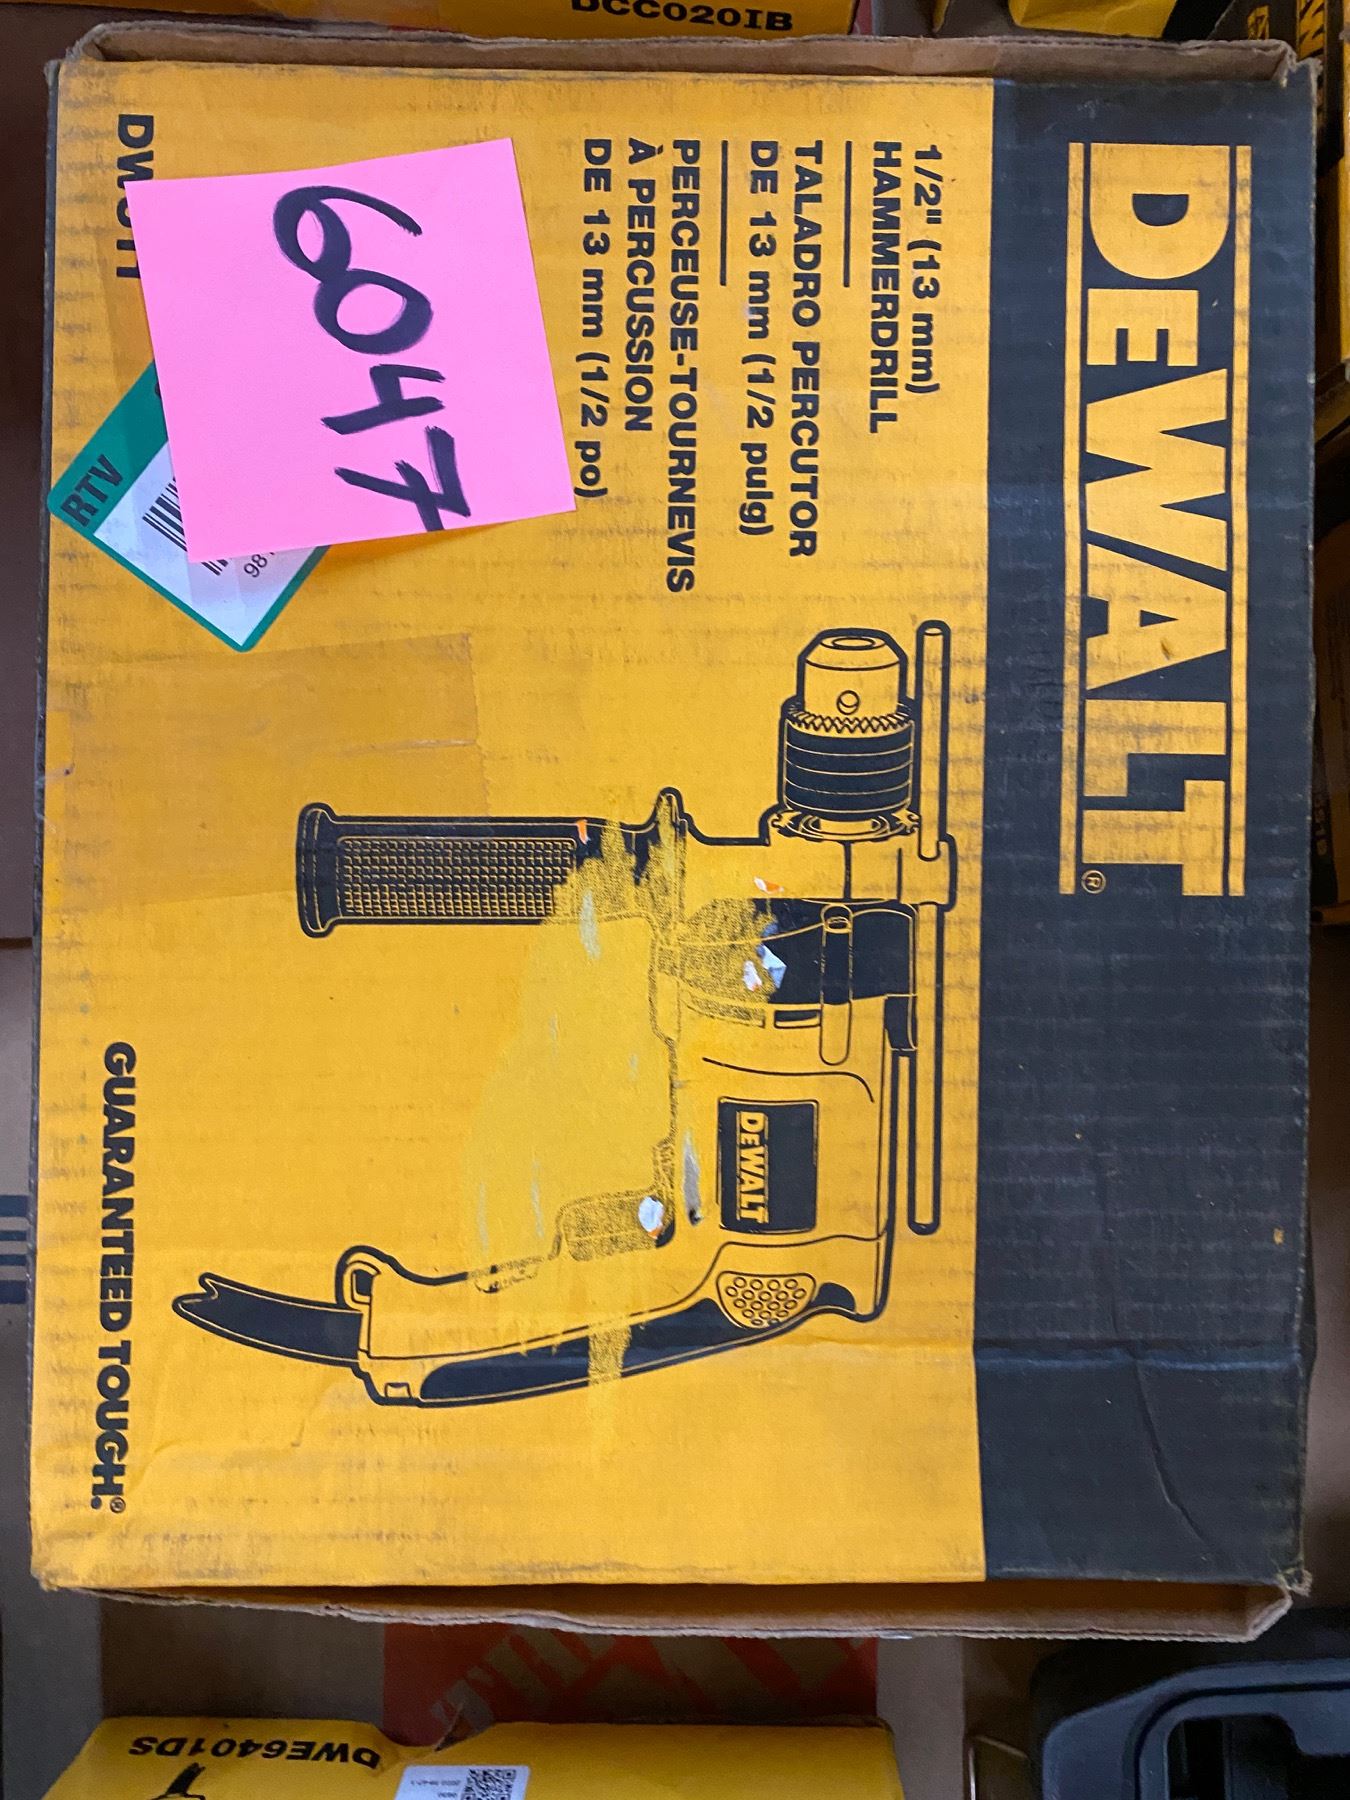 DCC020IB
DEWALT®
1/2" (13 mm)
HAMMERDRILL
TALADRO PERCUTOR
DE 13 mm (1/2 pulg)
PERCEUSE-TOURNEVIS
À PERCUSSION
DE 13 mm (1/2 po)
6047
RTV
DEWALT
GUARANTEED TOUGH.®
DWE6401DS